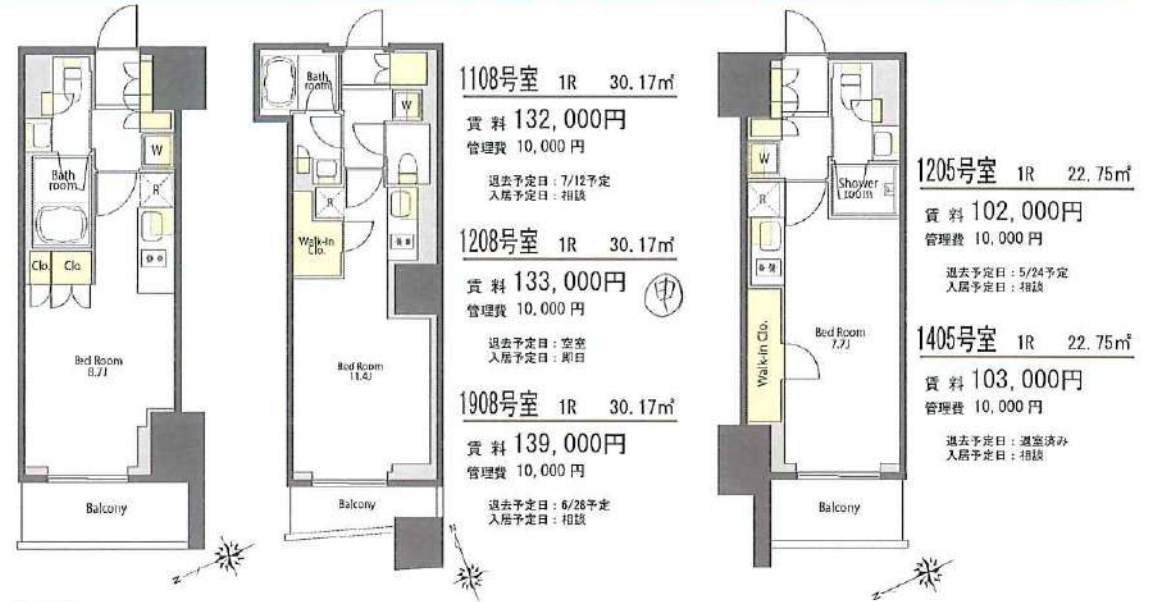 Bath room
W
R
Clo.
Clo.
Bed Room
8.7J
Balcony
N
Bath room
W
R
Walk-in Clo.
Bed Room
11.4J
Balcony
N
1108号室 1R 30.17㎡
賃料 132,000円
管理費 10,000円
退去予定日:7/12予定
入居予定日:相談
1208号室 1R 30.17㎡
賃料 133,000円
管理費 10,000円
申
退去予定日:空室
入居予定日:即日
1908号室 1R 30.17㎡
賃料 139,000円
管理費 10,000円
退去予定日:6/28予定
入居予定日:相談
W
Shower room
R
Walk-in Clo.
Bed Room
7.7J
Balcony
N
1205号室 1R 22.75㎡
賃料 102,000円
管理費 10,000円
退去予定日:5/24予定
入居予定日:相談
1405号室 1R 22.75㎡
賃料 103,000円
管理費 10,000円
退去予定日:退室済み
入居予定日:相談